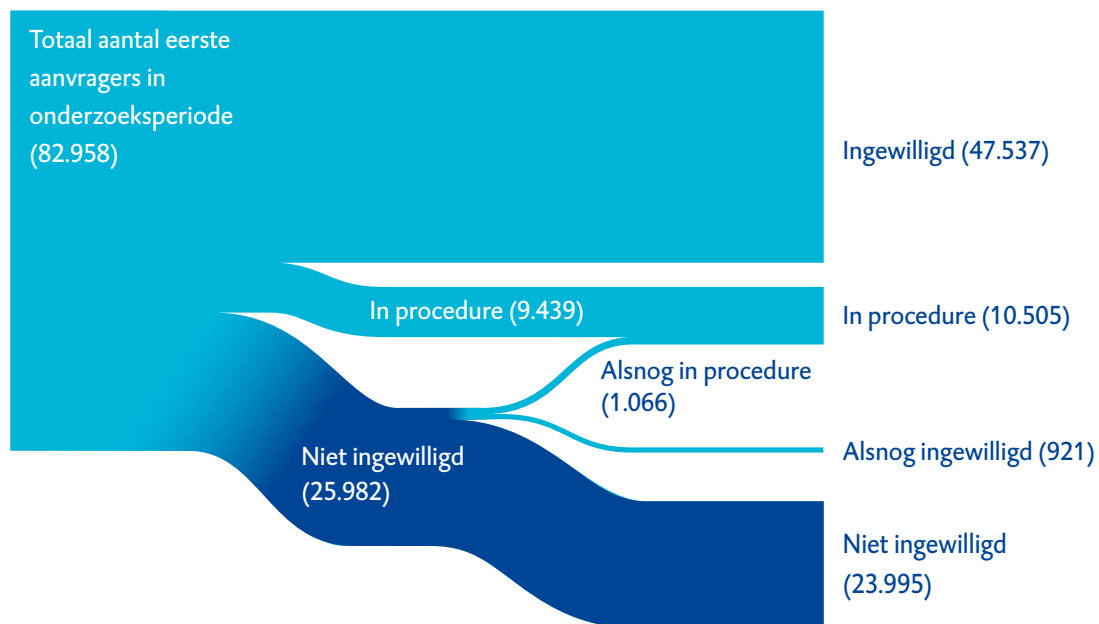 Totaal aantal eerste
aanvragers in
onderzoeksperiode
(82.958)
Ingewilligd (47.537)
In procedure (9.439)
In procedure (10.505)
Alsnog in procedure
(1.066)
Alsnog ingewilligd (921)
Niet ingewilligd
(25.982)
Niet ingewilligd
(23.995)